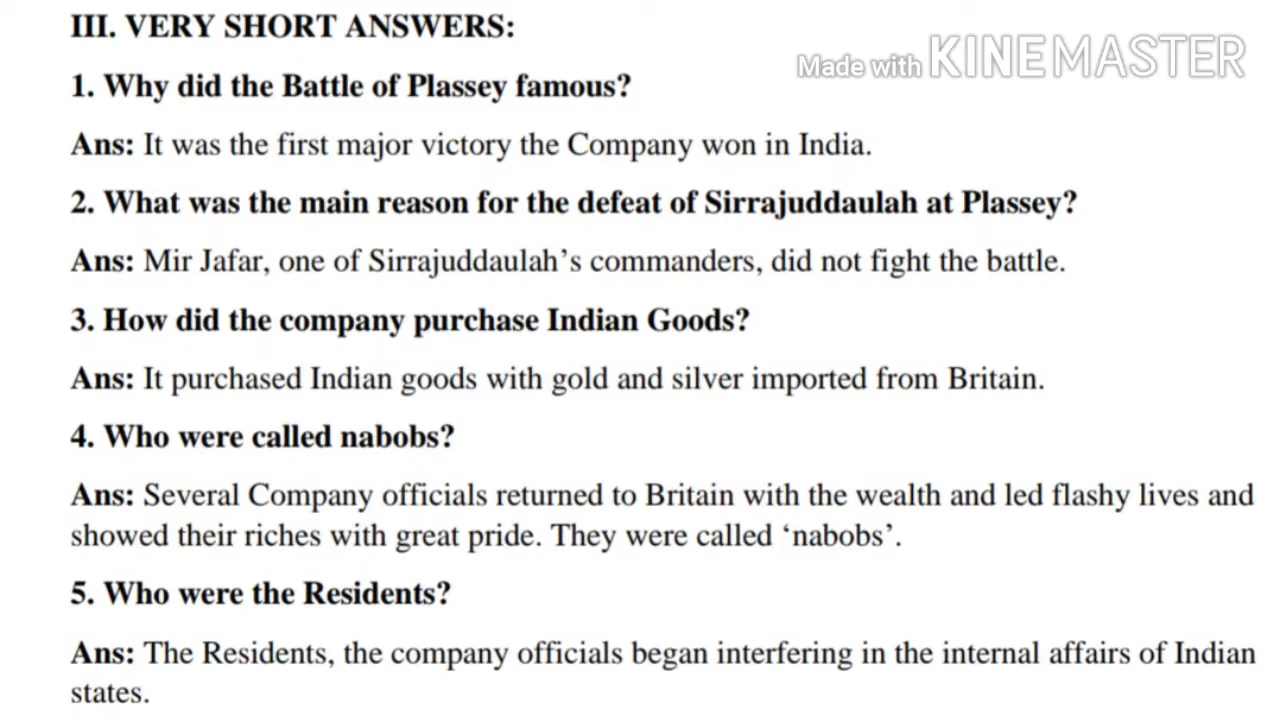 III. VERY SHORT ANSWERS:
Made with KINEMASTER
1. Why did the Battle of Plassey famous?
Ans: It was the first major victory the Company won in India.
2. What was the main reason for the defeat of Sirrajuddaulah at Plassey?
Ans: Mir Jafar, one of Sirrajuddaulah’s commanders, did not fight the battle.
3. How did the company purchase Indian Goods?
Ans: It purchased Indian goods with gold and silver imported from Britain.
4. Who were called nabobs?
Ans: Several Company officials returned to Britain with the wealth and led flashy lives and
showed their riches with great pride. They were called ‘nabobs’.
5. Who were the Residents?
Ans: The Residents, the company officials began interfering in the internal affairs of Indian
states.